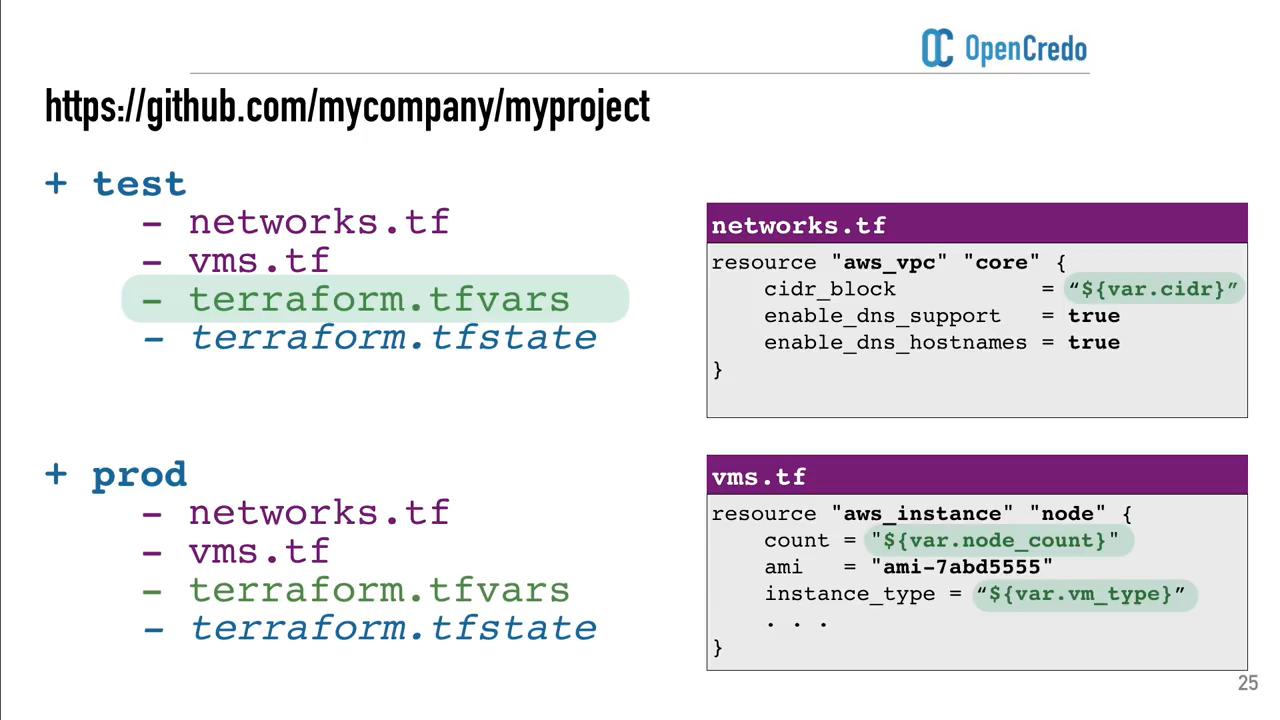 OpenCredo
https://github.com/mycompany/myproject
+ test
- networks.tf
- vms.tf
- terraform.tfvars
- terraform.tfstate
+ prod
- networks.tf
- vms.tf
- terraform.tfvars
- terraform.tfstate
networks.tf
resource "aws_vpc" "core" {
cidr_block = “${var.cidr}”
enable_dns_support = true
enable_dns_hostnames = true
}
vms.tf
resource "aws_instance" "node" {
count = "${var.node_count}"
ami = "ami-7abd5555"
instance_type = “${var.vm_type}”
. . .
}
25